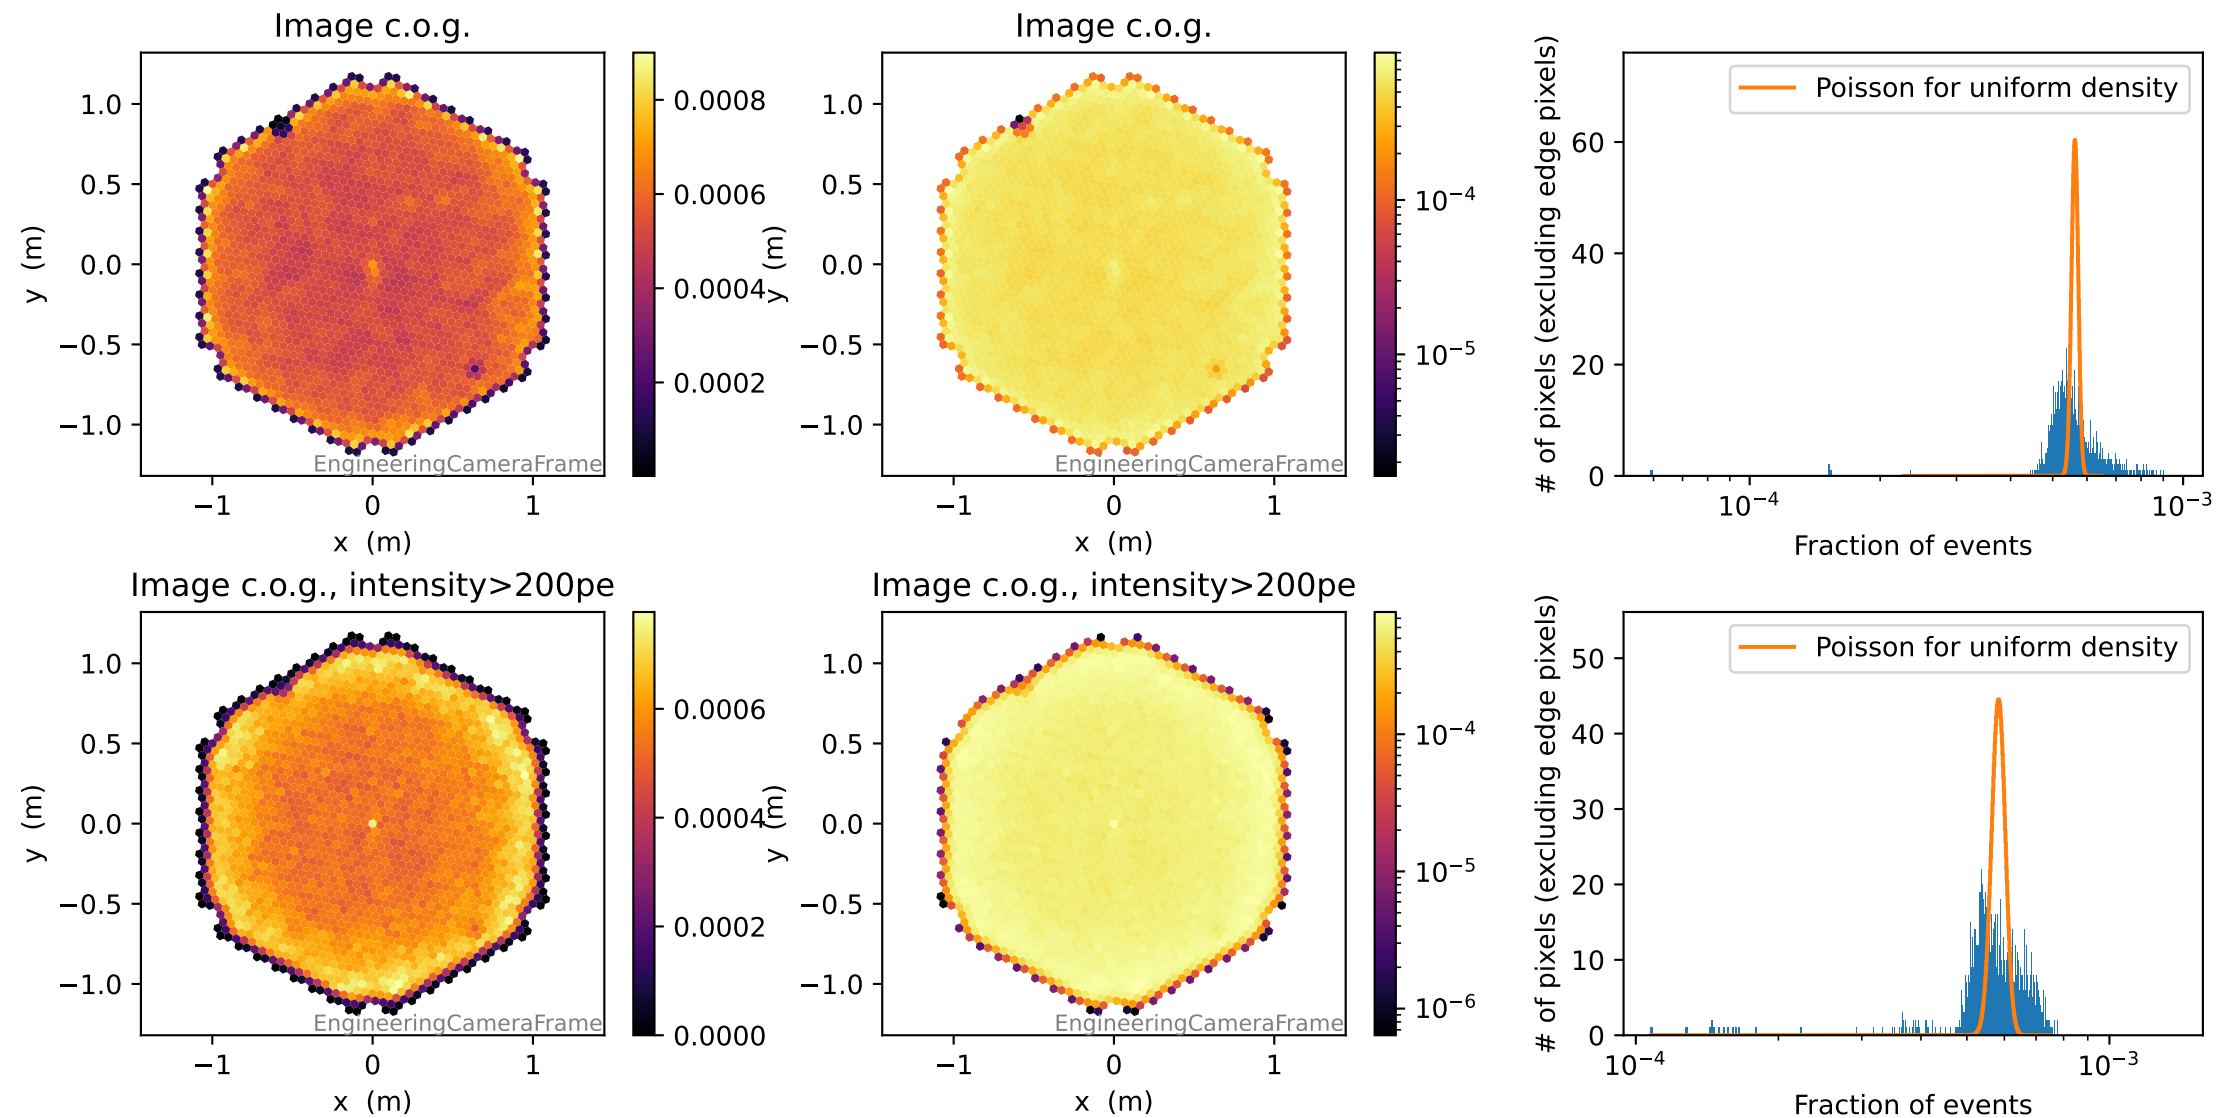 Image c.o.g.
y (m)
1.0
0.5
0.0
−0.5
−1.0
−1
0
1
x (m)
EngineeringCameraFrame
0.0008
0.0006
0.0004
0.0002
Image c.o.g.
y (m)
1.0
0.5
0.0
−0.5
−1.0
−1
0
1
x (m)
EngineeringCameraFrame
10−4
10−5
# of pixels (excluding edge pixels)
60
40
20
0
Poisson for uniform density
10−4
10−3
Fraction of events
Image c.o.g., intensity>200pe
y (m)
1.0
0.5
0.0
−0.5
−1.0
−1
0
1
x (m)
EngineeringCameraFrame
0.0006
0.0004
0.0002
0.0000
Image c.o.g., intensity>200pe
y (m)
1.0
0.5
0.0
−0.5
−1.0
−1
0
1
x (m)
EngineeringCameraFrame
10−4
10−5
10−6
# of pixels (excluding edge pixels)
50
40
30
20
10
0
Poisson for uniform density
10−4
10−3
Fraction of events